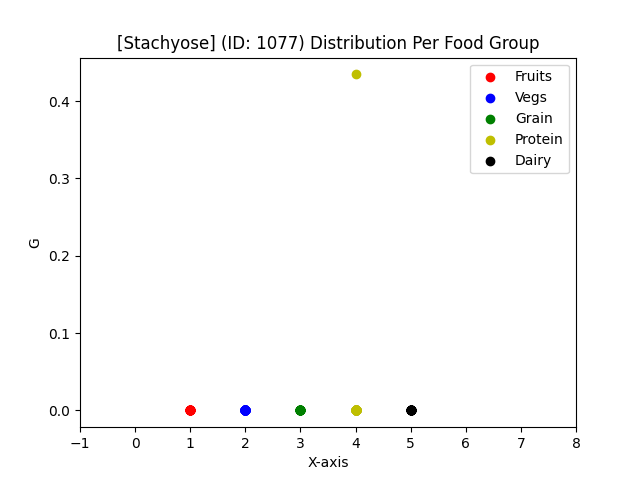 [Stachyose] (ID: 1077) Distribution Per Food Group
Fruits
Vegs
Grain
Protein
Dairy
G
0.4
0.3
0.2
0.1
0.0
−1 0 1 2 3 4 5 6 7 8
X-axis